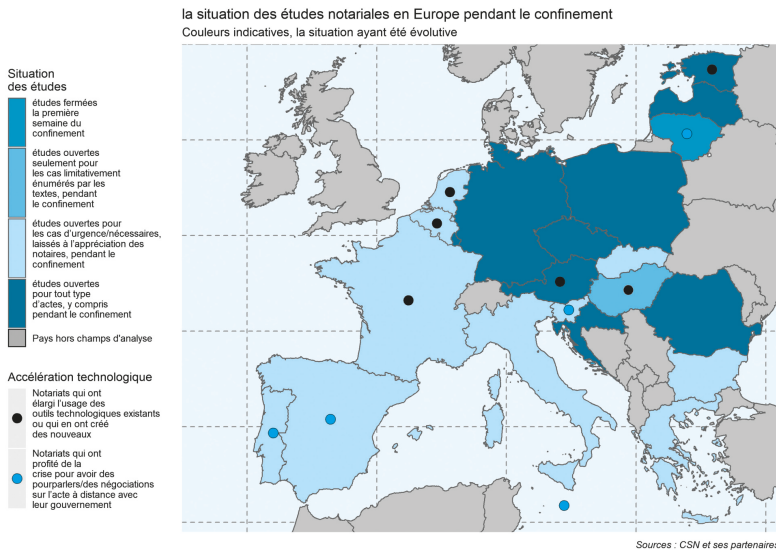 la situation des études notariales en Europe pendant le confinement
Couleurs indicatives, la situation ayant été évolutive
Situation
des études
études fermées
la première
semaine du
confinement
études ouvertes
seulement pour
les cas limitativement
énumérés par les
textes, pendant
le confinement
études ouvertes pour
les cas d'urgence/nécessaires,
laissés à l'appréciation des
notaires, pendant le
confinement
études ouvertes
pour tout type
d'actes, y compris
pendant le confinement
Pays hors champs d'analyse
Accélération technologique
Notariats qui ont
élargi l'usage des
outils technologiques existants
ou qui en ont créé
des nouveaux
Notariats qui ont
profité de la
crise pour avoir des
pourparlers/des négociations
sur l'acte à distance avec
leur gouvernement
Sources : CSN et ses partenaires